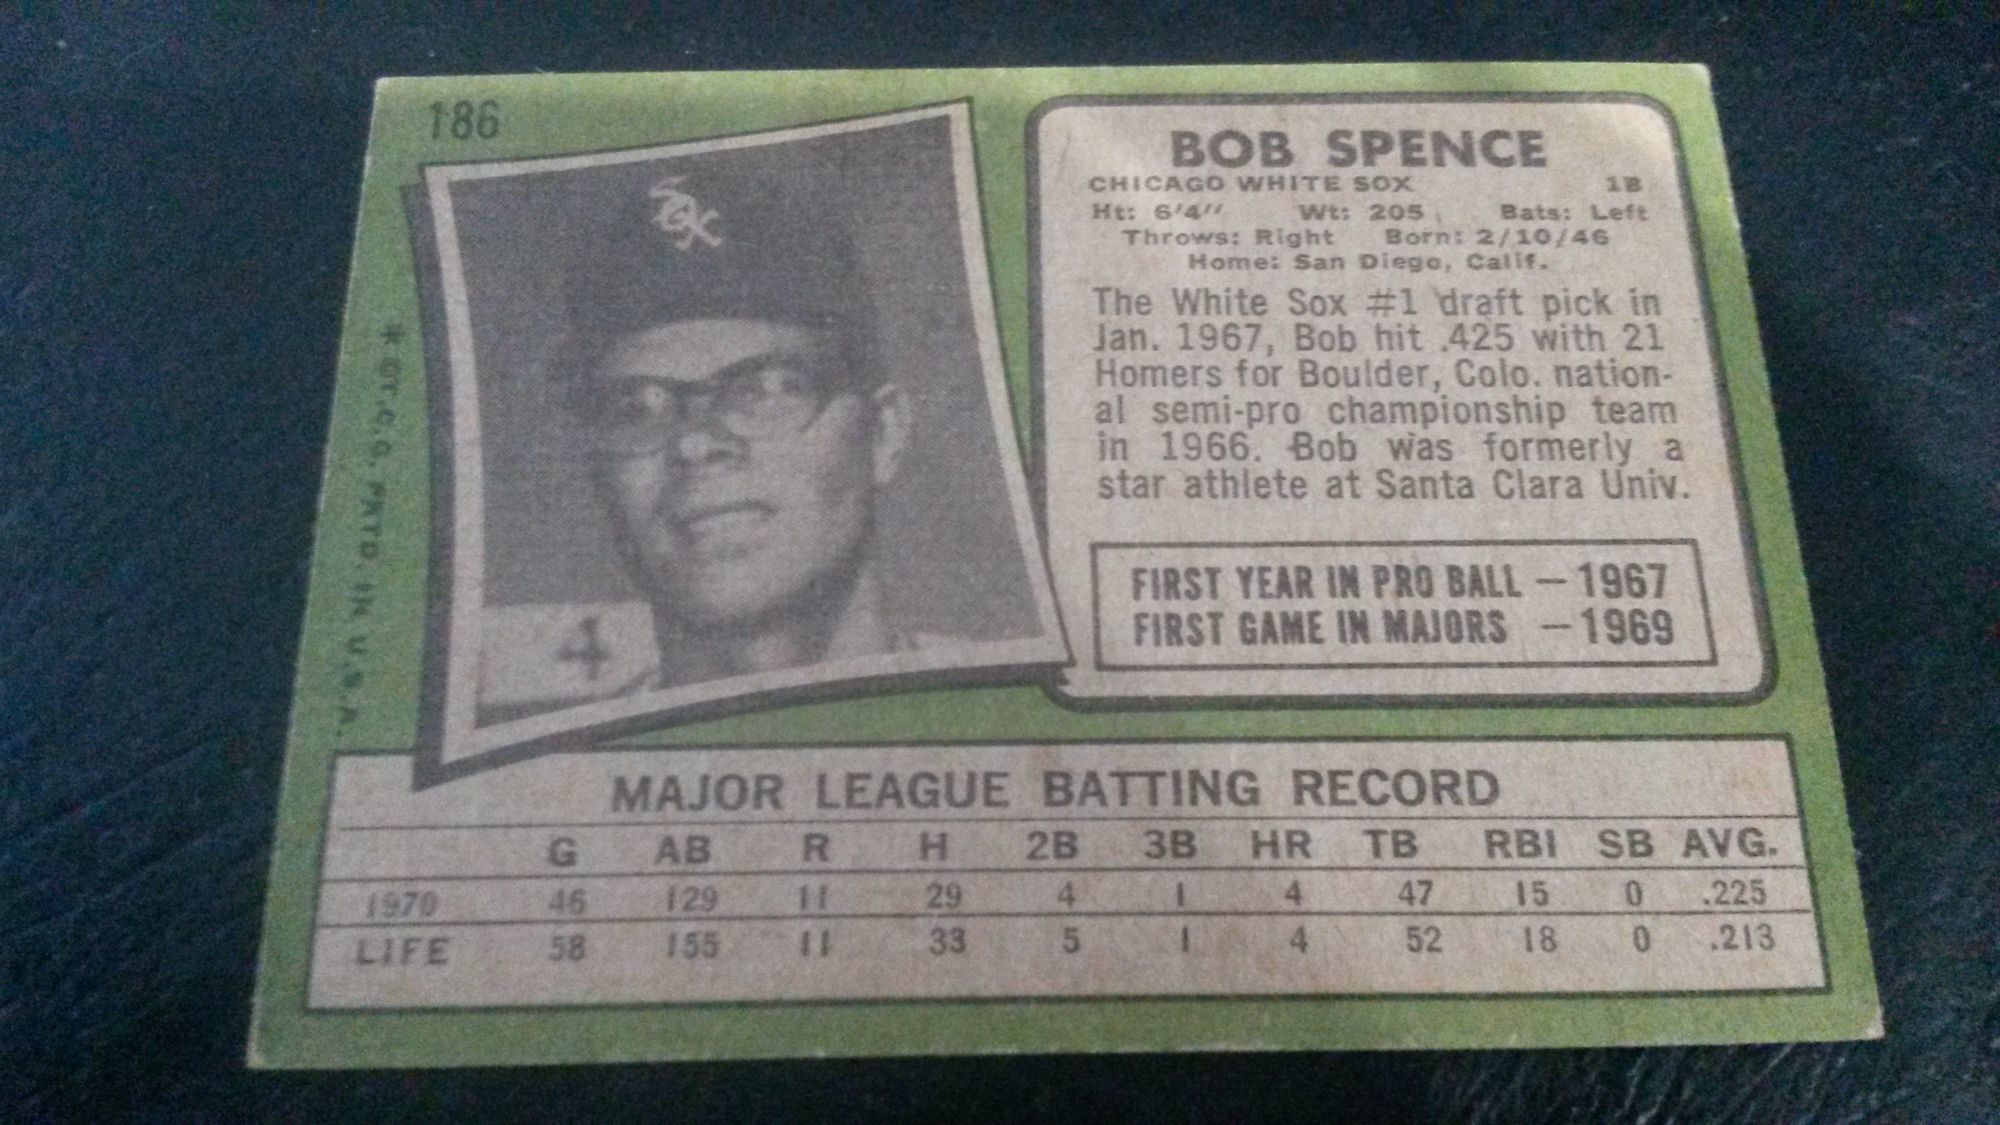 186
Sox
4
* ©T.C.G. PRTD. IN U.S.A.
BOB SPENCE
CHICAGO WHITE SOX 1B
Ht: 6'4" Wt: 205 Bats: Left
Throws: Right Born: 2/10/46
Home: San Diego, Calif.
The White Sox #1 draft pick in
Jan. 1967, Bob hit .425 with 21
Homers for Boulder, Colo. nation-
al semi-pro championship team
in 1966. Bob was formerly a
star athlete at Santa Clara Univ.
FIRST YEAR IN PRO BALL — 1967
FIRST GAME IN MAJORS — 1969
MAJOR LEAGUE BATTING RECORD
G AB R H 2B 3B HR TB RBI SB AVG.
1970 46 129 11 29 4 1 4 47 15 0 .225
LIFE 58 155 11 33 5 1 4 52 18 0 .213